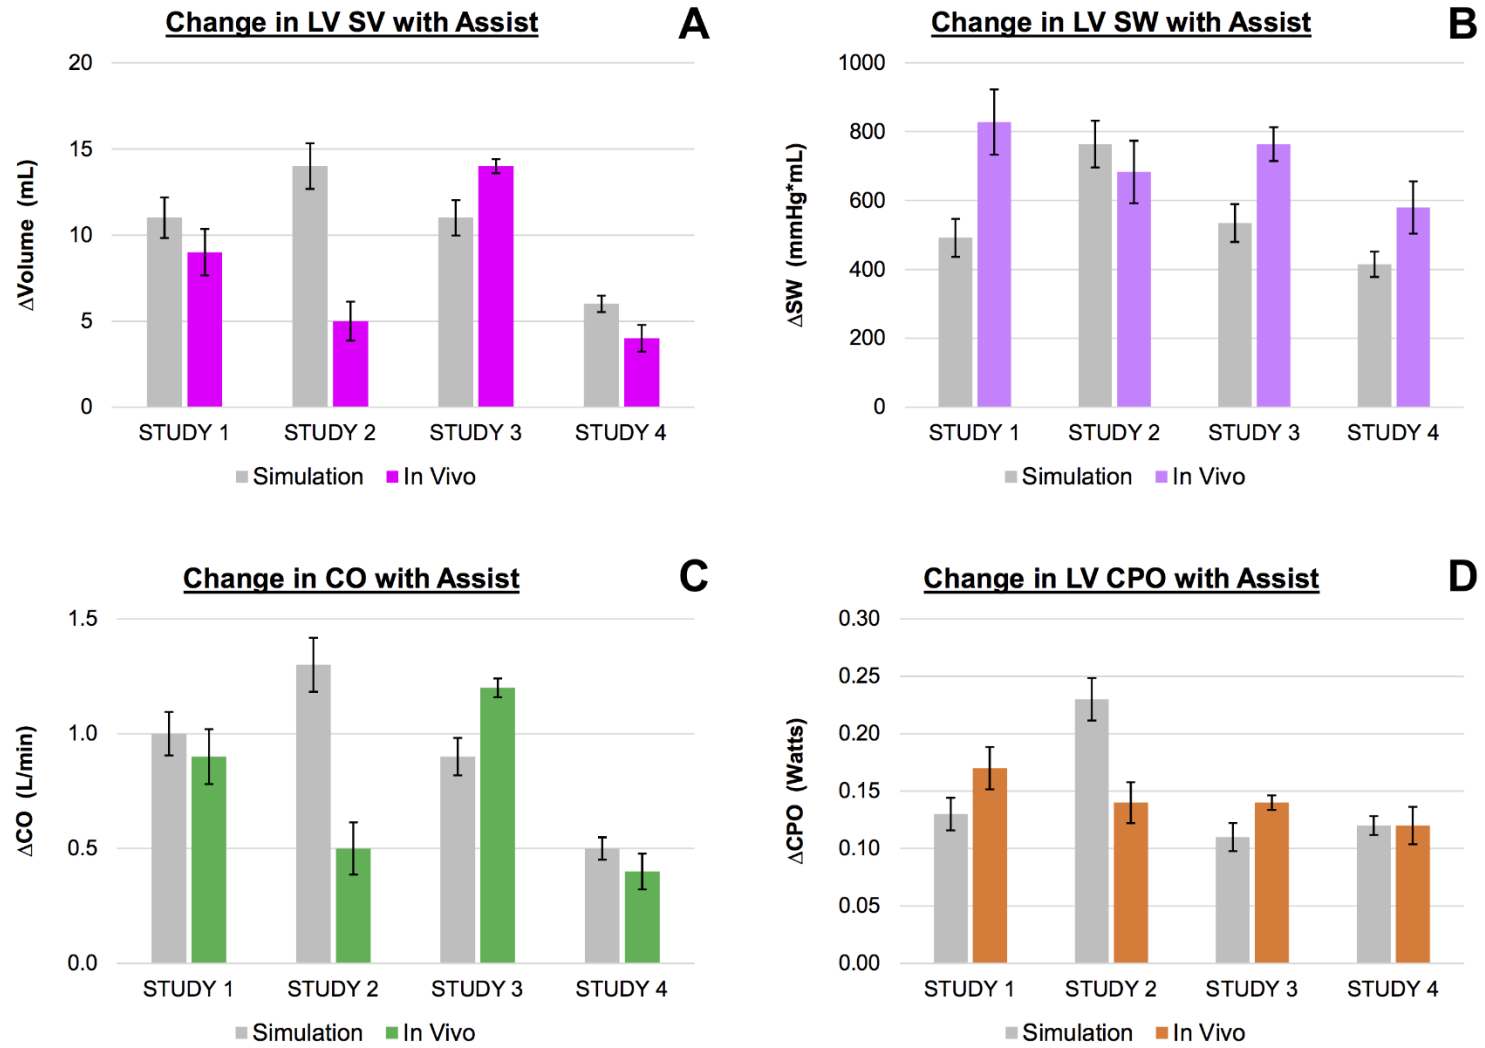 Change in LV SV with Assist
A
ΔVolume (mL)
20
15
10
5
0
STUDY 1 STUDY 2 STUDY 3 STUDY 4
Simulation In Vivo
Change in LV SW with Assist
B
ΔSW (mmHg*mL)
1000
800
600
400
200
0
STUDY 1 STUDY 2 STUDY 3 STUDY 4
Simulation In Vivo
Change in CO with Assist
C
ΔCO (L/min)
1.5
1.0
0.5
0.0
STUDY 1 STUDY 2 STUDY 3 STUDY 4
Simulation In Vivo
Change in LV CPO with Assist
D
ΔCPO (Watts)
0.30
0.25
0.20
0.15
0.10
0.05
0.00
STUDY 1 STUDY 2 STUDY 3 STUDY 4
Simulation In Vivo